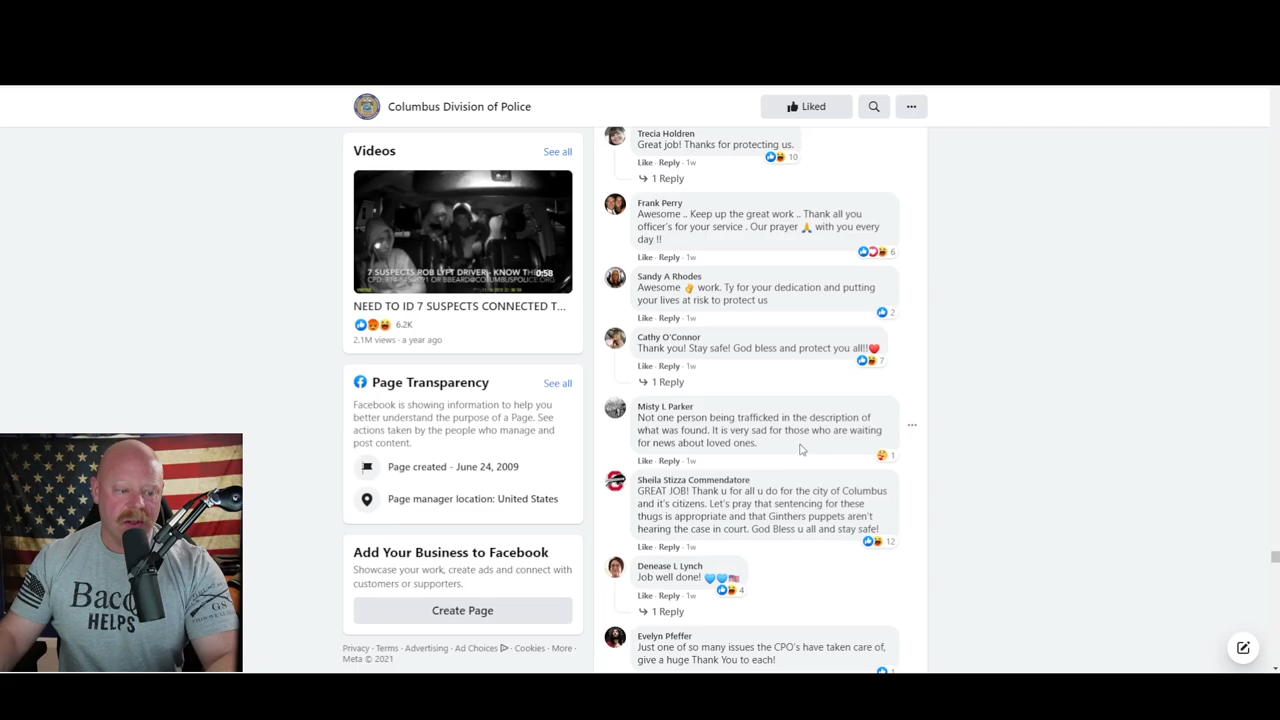 Columbus Division of Police
Liked
Videos
See all
7 SUSPECTS ROB LYFT DRIVER - KNOW
0:58
NEED TO ID 7 SUSPECTS CONNECTED T...
6.2K
2.1M views · a year ago
Page Transparency
See all
Facebook is showing information to help you
better understand the purpose of a Page. See
actions taken by the people who manage and
post content.
Page created - June 24, 2009
Page manager location: United States
Add Your Business to Facebook
Showcase your work, create ads and connect with
customers or supporters.
Create Page
Privacy · Terms · Advertising · Ad Choices · Cookies · More ·
Meta © 2021
Trecia Holdren
Great job! Thanks for protecting us.
10
Like · Reply · 1w
1 Reply
Frank Perry
Awesome .. Keep up the great work .. Thank all you
officer's for your service . Our prayer 🙏 with you every
day !!
6
Like · Reply · 1w
Sandy A Rhodes
Awesome 👌 work. Ty for your dedication and putting
your lives at risk to protect us
2
Like · Reply · 1w
Cathy O'Connor
Thank you! Stay safe! God bless and protect you all!!❤️
7
Like · Reply · 1w
1 Reply
Misty L Parker
Not one person being trafficked in the description of
what was found. It is very sad for those who are waiting
for news about loved ones.
1
Like · Reply · 1w
Sheila Stizza Commendatore
GREAT JOB! Thank u for all u do for the city of Columbus
and it's citizens. Let's pray that sentencing for these
thugs is appropriate and that Ginthers puppets aren't
hearing the case in court. God Bless u all and stay safe!
12
Like · Reply · 1w
Denease L Lynch
Job well done! 💙💙🇺🇸
4
Like · Reply · 1w
1 Reply
Evelyn Pfeffer
Just one of so many issues the CPO's have taken care of,
give a huge Thank You to each!
1
HELPS
GS